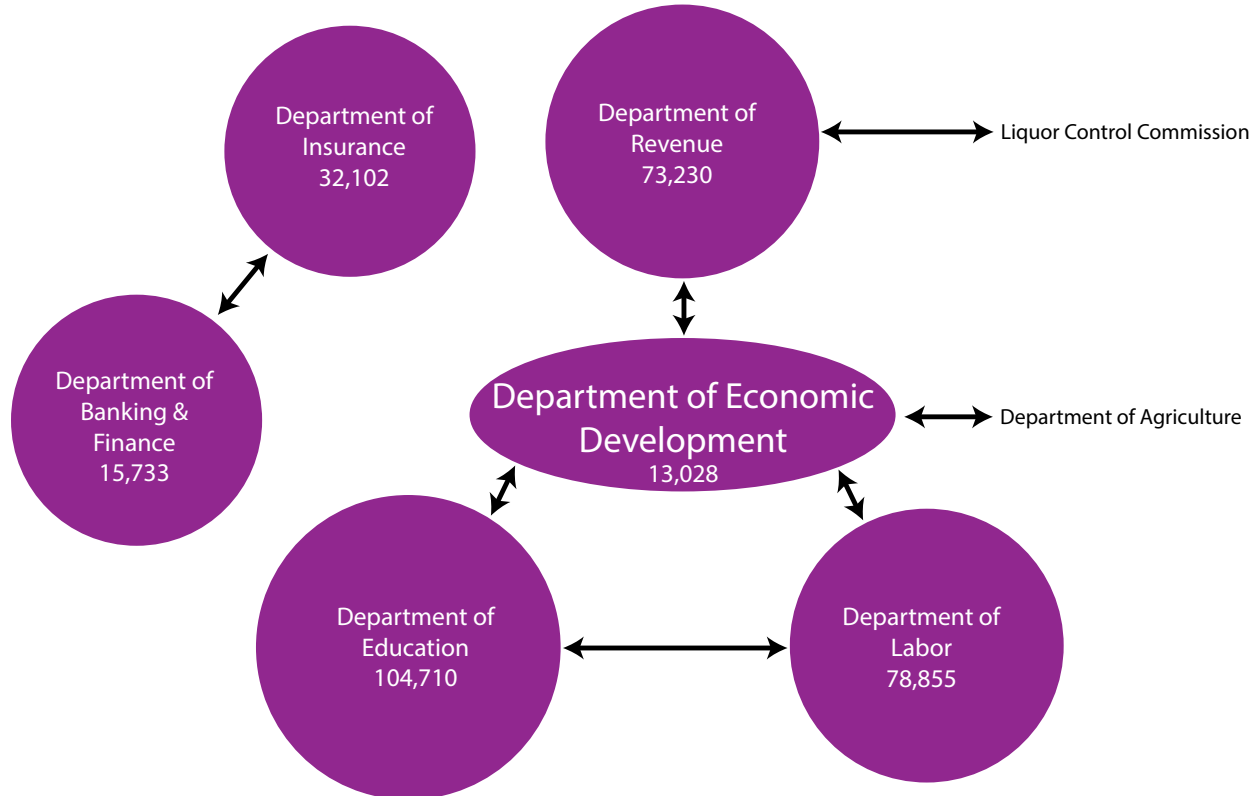 Department of
Insurance
32,102
Department of
Revenue
73,230
Liquor Control Commission
Department of
Banking &
Finance
15,733
Department of Economic
Development
13,028
Department of Agriculture
Department of
Education
104,710
Department of
Labor
78,855